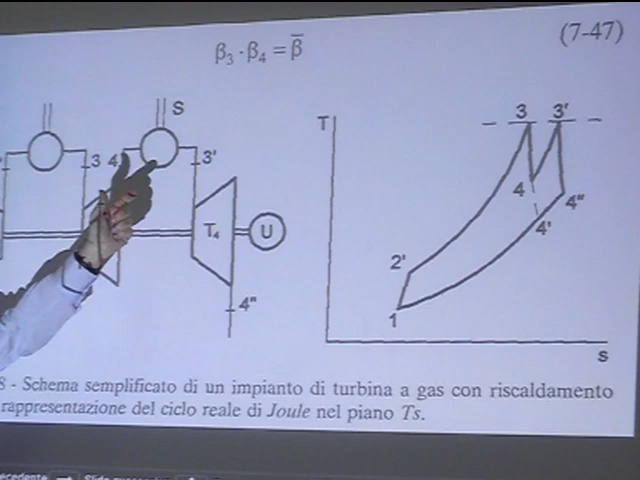 (7-47)
β₃ · β₄ = β̅
S
3
4
3'
T₄
U
4"
T
3 3'
4
4"
4'
2'
1
s
8 - Schema semplificato di un impianto di turbina a gas con riscaldamento
rappresentazione del ciclo reale di Joule nel piano Ts.